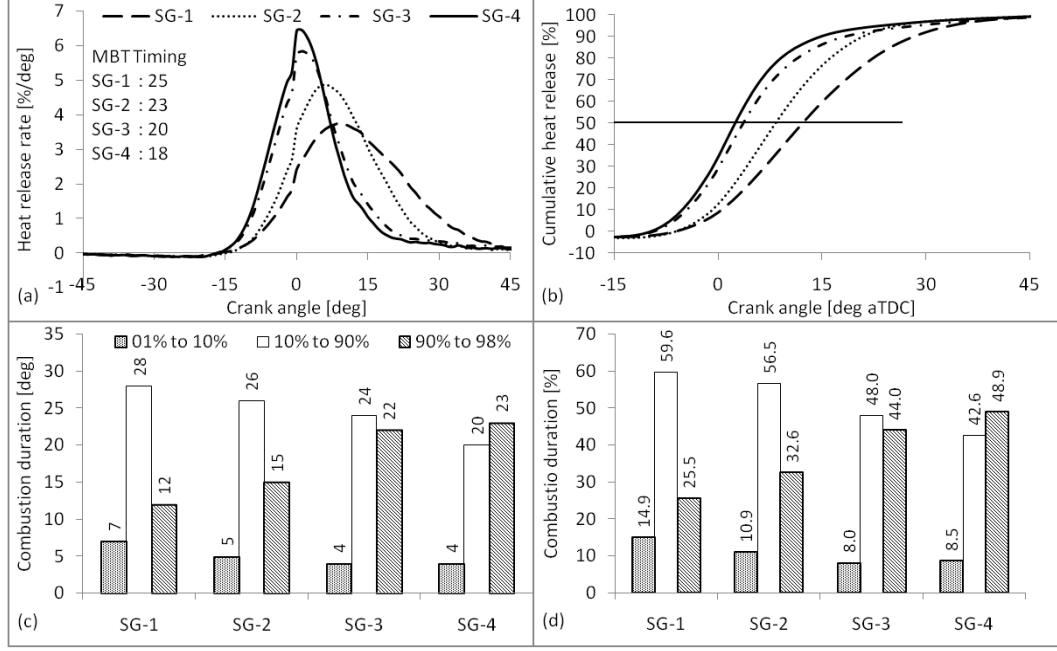 SG-1 SG-2 SG-3 SG-4
Heat release rate [%/deg]
7
6
5
4
3
2
1
0
-1
MBT Timing
SG-1 : 25
SG-2 : 23
SG-3 : 20
SG-4 : 18
-45 -30 -15 0 15 30 45
(a) Crank angle [deg]
Cumulative heat release [%]
100
90
80
70
60
50
40
30
20
10
0
-10
-15 0 15 30 45
(b) Crank angle [deg aTDC]
Combustion duration [deg]
35
30
25
20
15
10
5
0
01% to 10% 10% to 90% 90% to 98%
7 28 12 5 26 15 4 24 22 4 20 23
(c) SG-1 SG-2 SG-3 SG-4
Combustio duration [%]
70
60
50
40
30
20
10
0
14.9 59.6 25.5 10.9 56.5 32.6 8.0 48.0 44.0 8.5 42.6 48.9
(d) SG-1 SG-2 SG-3 SG-4